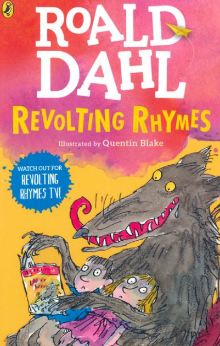 ROALD
DAHL
REVOLTING RHYMES
Illustrated by Quentin Blake
WATCH OUT FOR
REVOLTING
RHYMES TV!